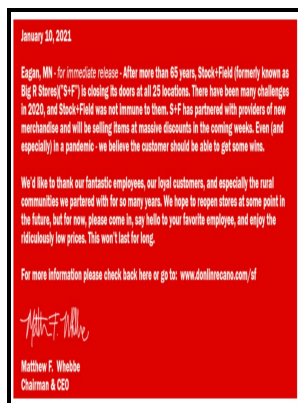 January 10, 2021
Eagan, MN - for immediate release - After more than 65 years, Stock+Field (formerly known as
Big R Stores)("S+F") is closing its doors at all 25 locations. There have been many challenges
in 2020, and Stock+Field was not immune to them. S+F has partnered with providers of new
merchandise and will be selling items at massive discounts in the coming weeks. Even (and
especially) in a pandemic - we believe the customer should be able to get some wins.
We'd like to thank our fantastic employees, our loyal customers, and especially the rural
communities we partered with for so many years. We hope to reopen stores at some point in
the future, but for now, please come in, say hello to your favorite employee, and enjoy the
ridiculously low prices. This won't last for long.
For more information please check back here or go to: www.donlinrecano.com/sf
Matthew F. Whebbe
Chairman & CEO